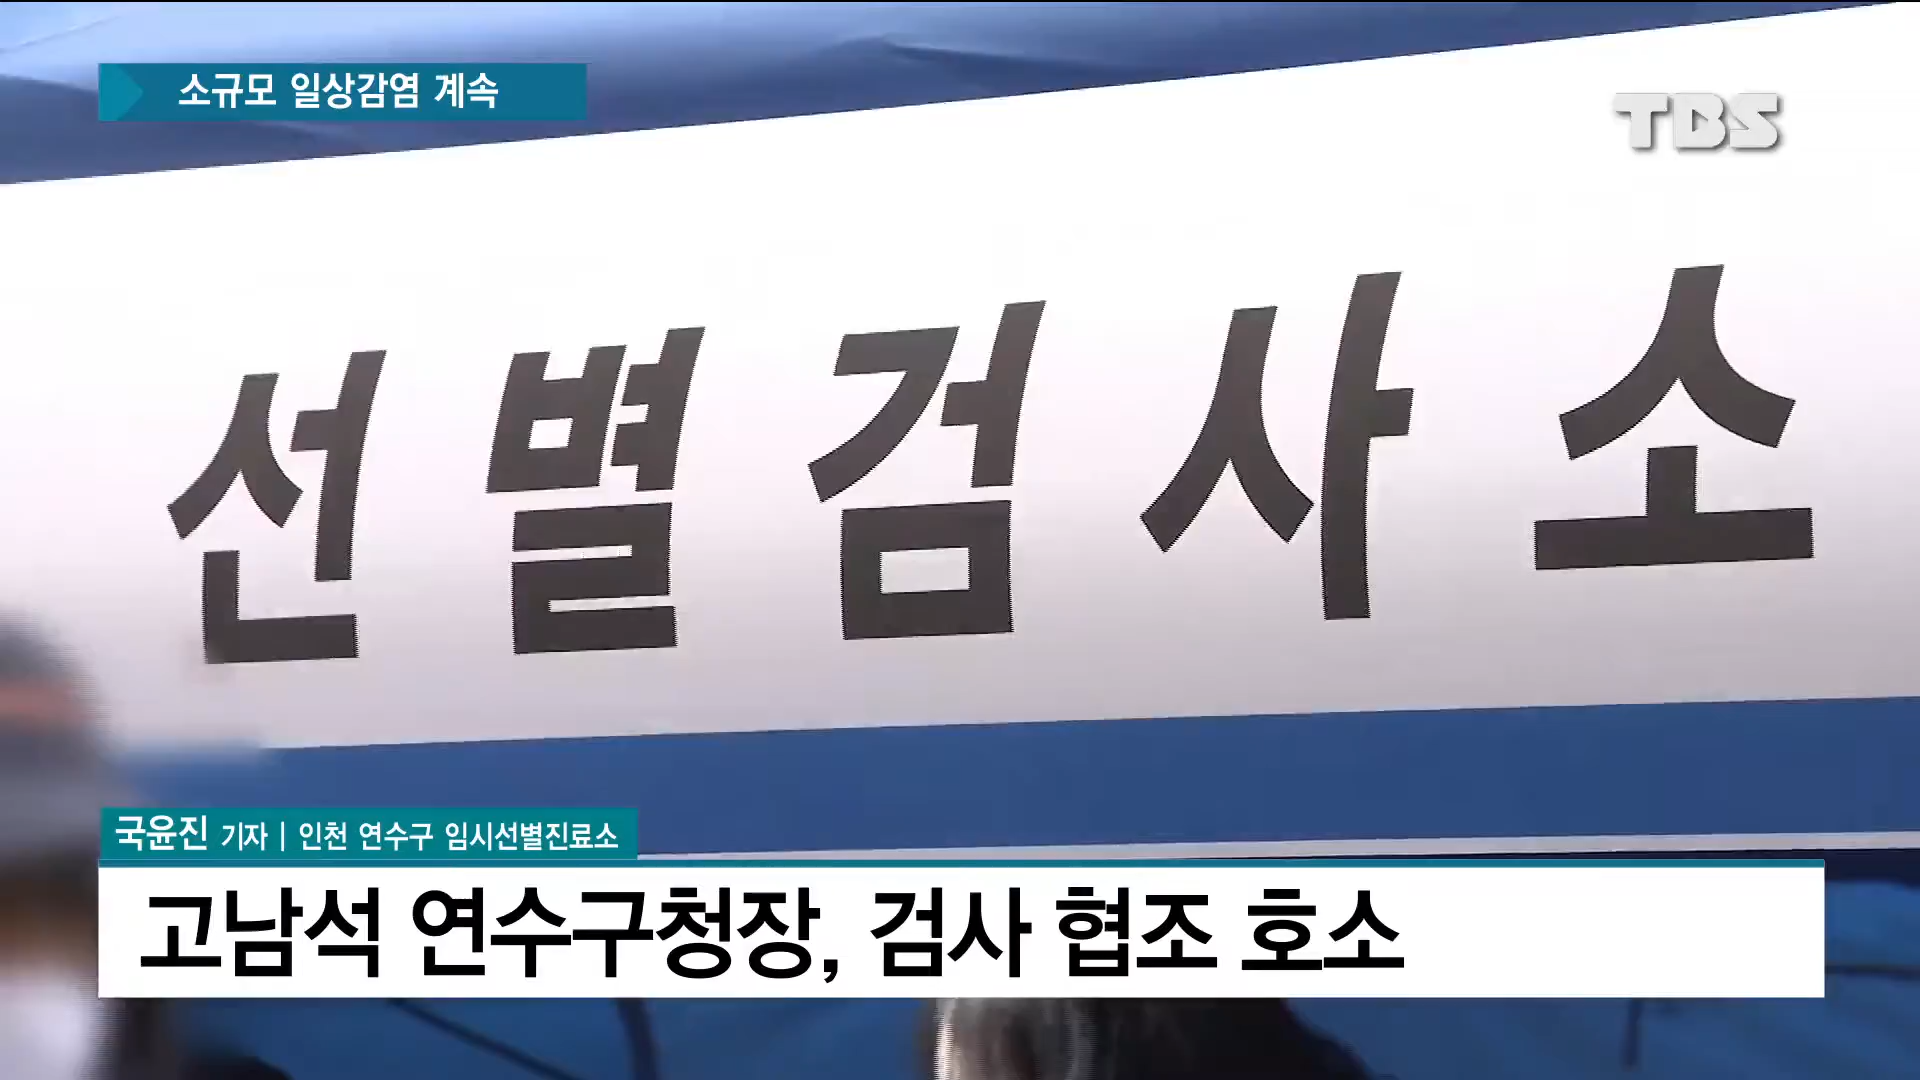 소규모 일상감염 계속
TBS
선별검사소
국윤진 기자 | 인천 연수구 임시선별진료소
고남석 연수구청장, 검사 협조 호소